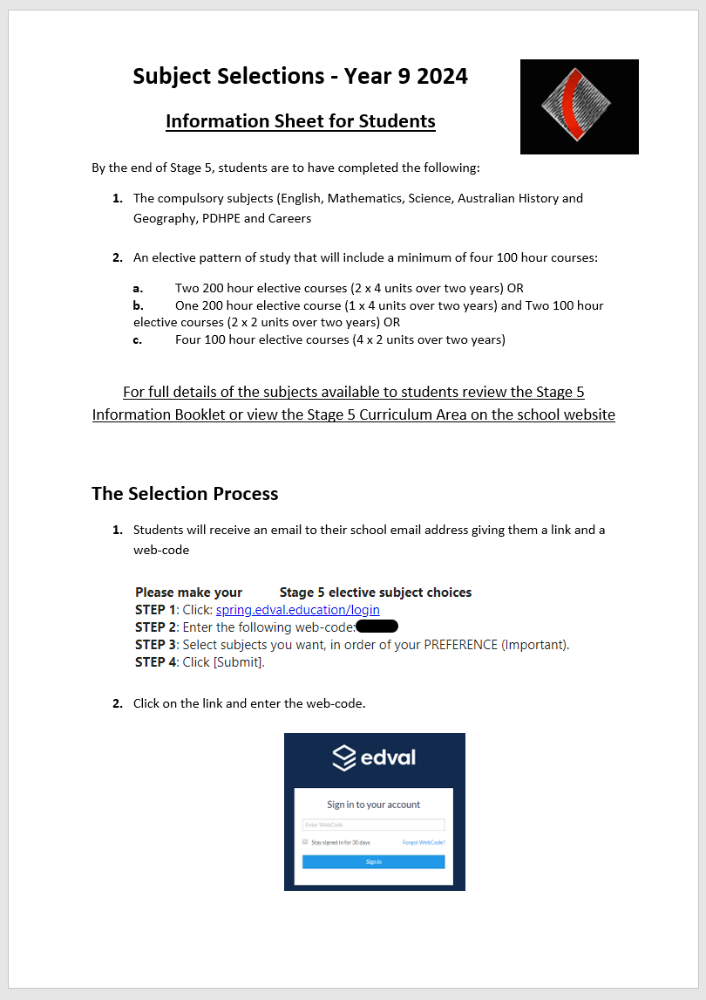 Subject Selections - Year 9 2024
Information Sheet for Students
By the end of Stage 5, students are to have completed the following:
1. The compulsory subjects (English, Mathematics, Science, Australian History and
Geography, PDHPE and Careers
2. An elective pattern of study that will include a minimum of four 100 hour courses:
a. Two 200 hour elective courses (2 x 4 units over two years) OR
b. One 200 hour elective course (1 x 4 units over two years) and Two 100 hour
elective courses (2 x 2 units over two years) OR
c. Four 100 hour elective courses (4 x 2 units over two years)
For full details of the subjects available to students review the Stage 5
Information Booklet or view the Stage 5 Curriculum Area on the school website
The Selection Process
1. Students will receive an email to their school email address giving them a link and a
web-code
Please make your Stage 5 elective subject choices
STEP 1: Click: spring.edval.education/login
STEP 2: Enter the following web-code:
STEP 3: Select subjects you want, in order of your PREFERENCE (Important).
STEP 4: Click [Submit].
2. Click on the link and enter the web-code.
edval
Sign in to your account
Enter WebCode
Stay signed in for 30 days Forgot WebCode?
Sign in